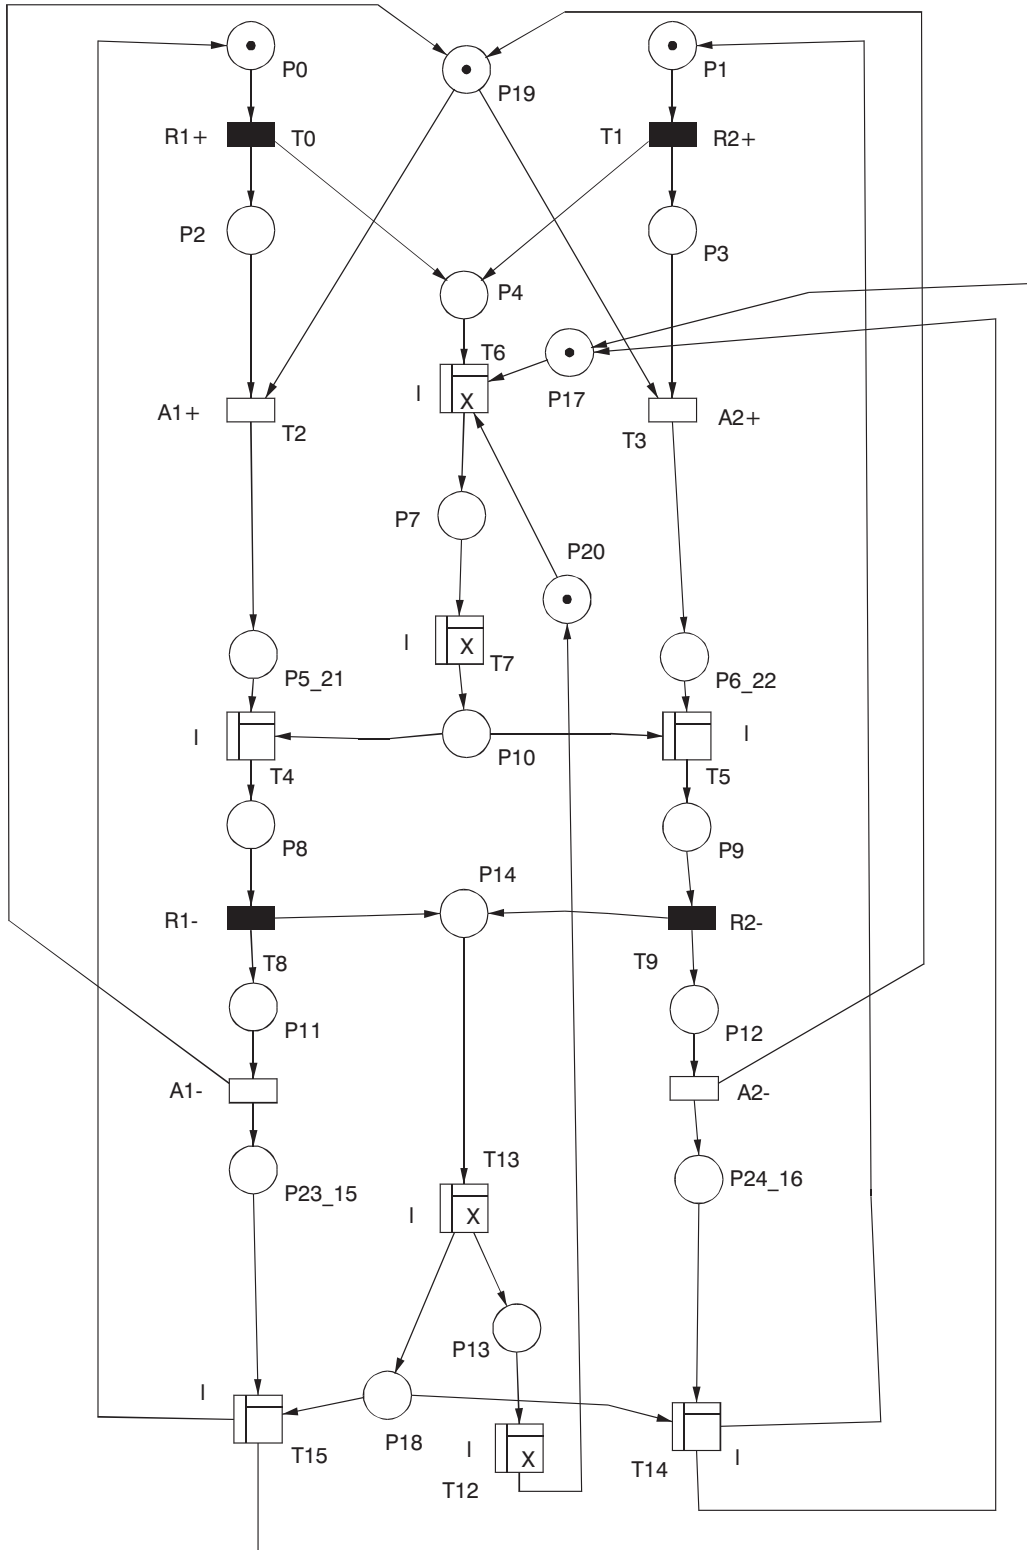 P0
P19
P1
R1+
T0
T1
R2+
P2
P3
P4
T6
I
X
P17
A1+
T2
T3
A2+
P7
P20
I
X
T7
P5_21
P6_22
I
P10
I
T4
T5
P8
P9
P14
R1-
R2-
T8
T9
P11
P12
A1-
A2-
T13
P23_15
P24_16
I
X
P13
I
P18
T15
I
X
T12
T14
I